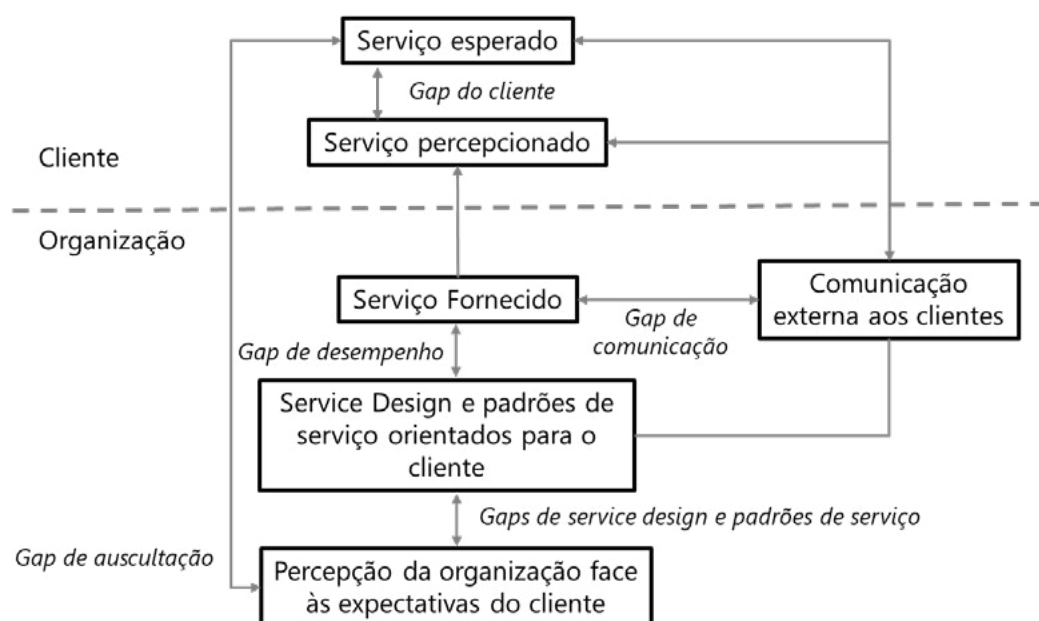 Serviço esperado
Gap do cliente
Serviço percepcionado
Cliente
Organização
Serviço Fornecido
Gap de
comunicação
Comunicação
externa aos clientes
Gap de desempenho
Service Design e padrões de
serviço orientados para o
cliente
Gaps de service design e padrões de serviço
Gap de auscultação
Percepção da organização face
às expectativas do cliente